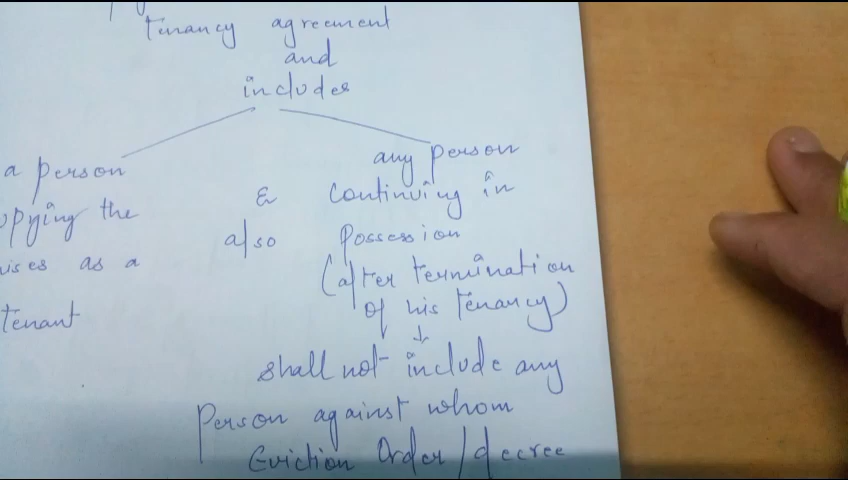 tenancy agreement
and
includes
a person
upying the
ises as a
tenant
&
also
any person
continuing in
possession
(after termination
of his tenancy)
shall not include any
person against whom
Eviction Order/decree